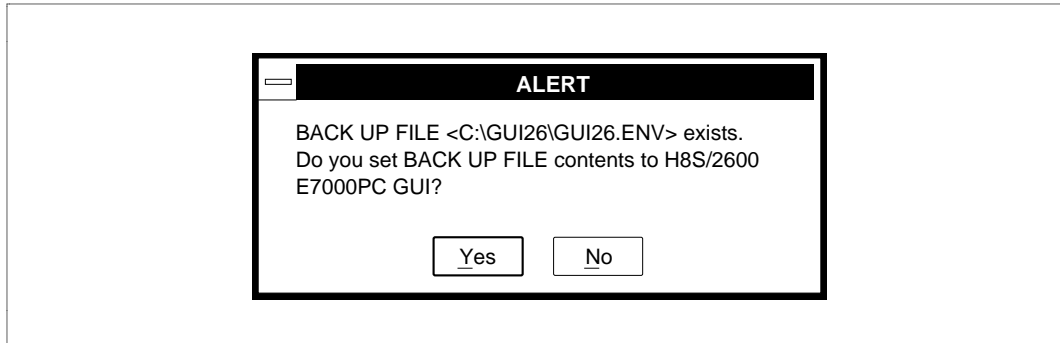 ALERT
BACK UP FILE <C:\GUI26\GUI26.ENV> exists.
Do you set BACK UP FILE contents to H8S/2600
E7000PC GUI?
Yes No